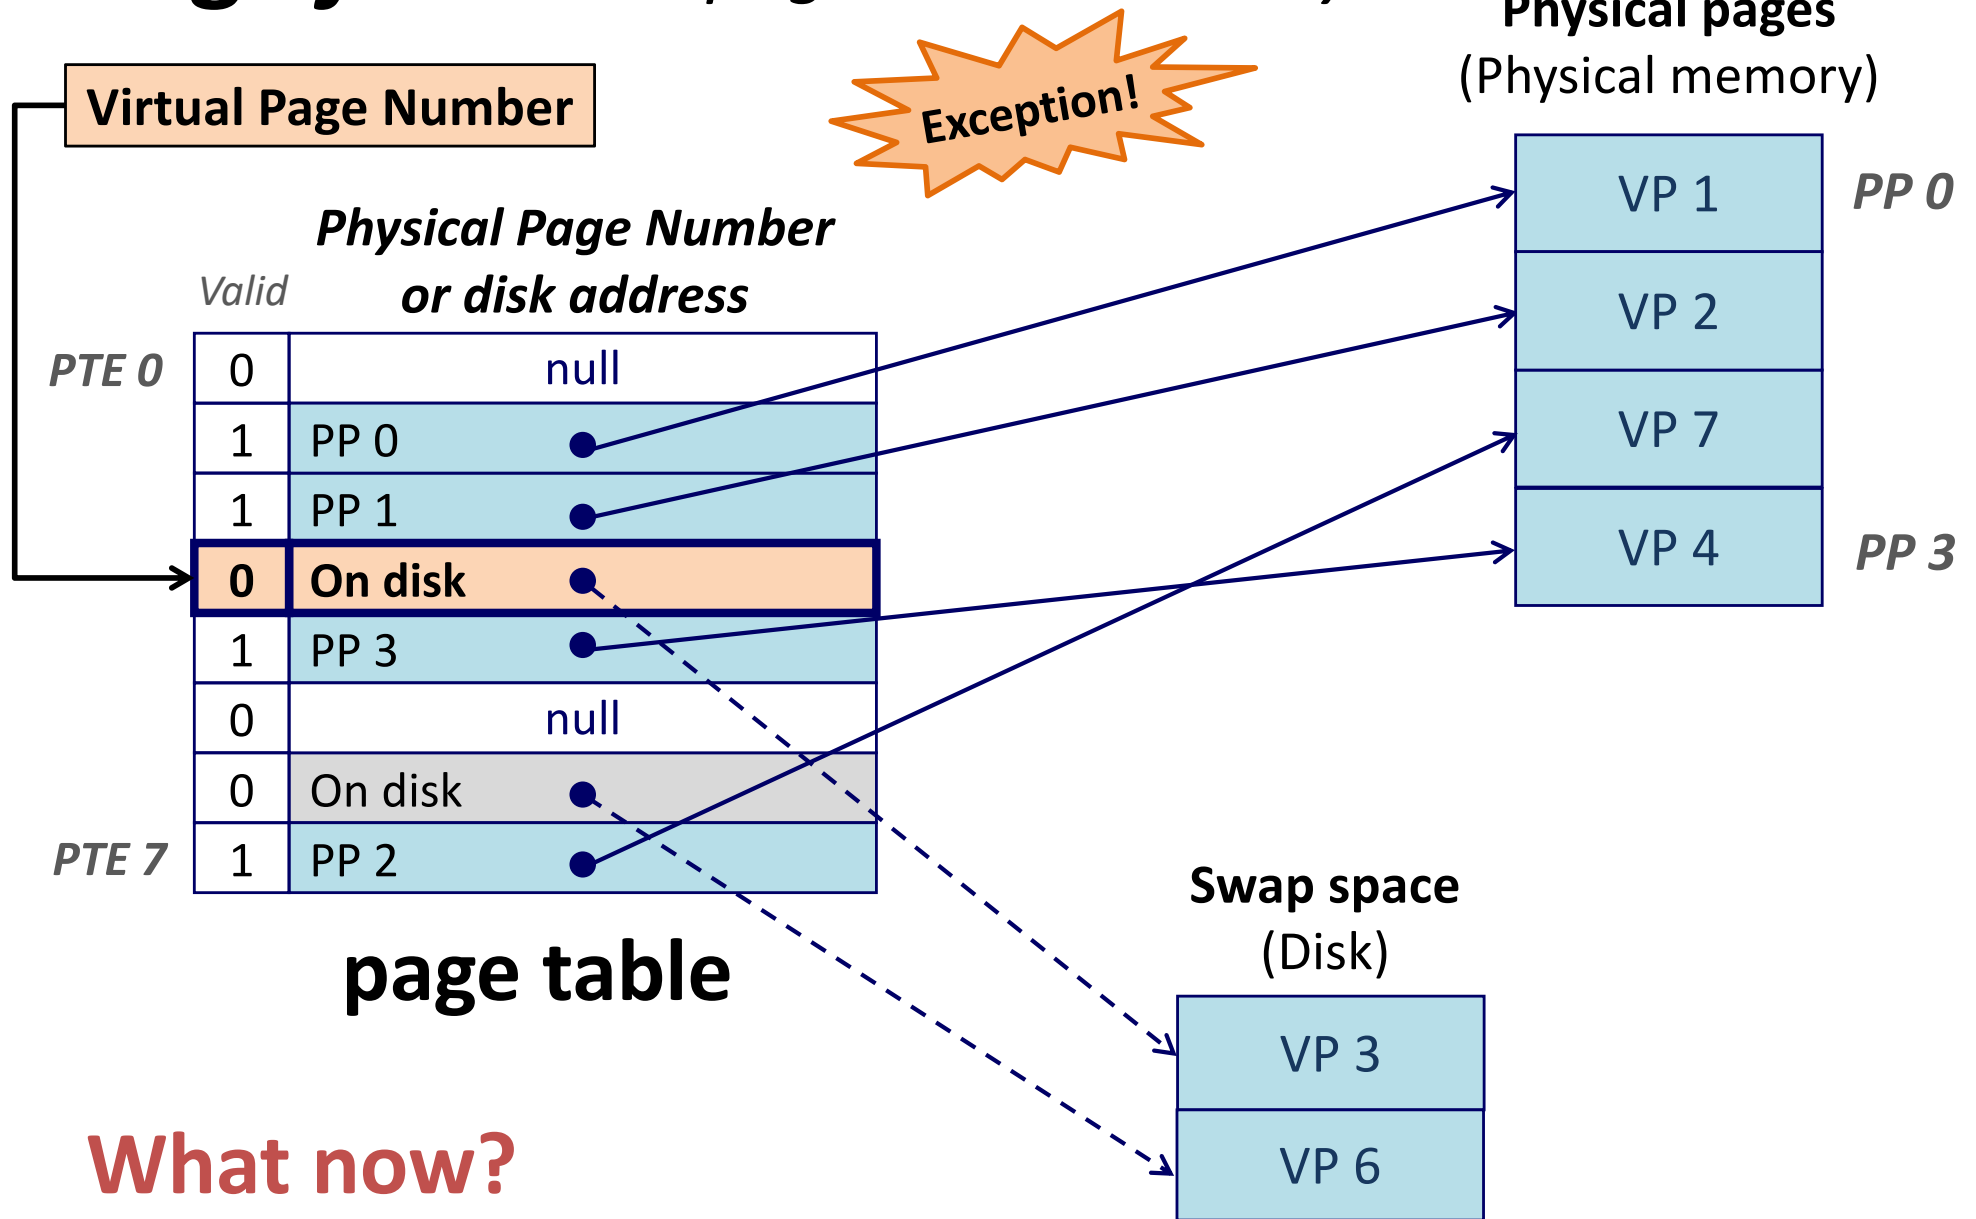 Physical pages
(Physical memory)
Virtual Page Number
Exception!
Physical Page Number
or disk address
Valid
PTE 0
0 null
1 PP 0
1 PP 1
0 On disk
1 PP 3
0 null
0 On disk
PTE 7
1 PP 2
page table
VP 1 PP 0
VP 2
VP 7
VP 4 PP 3
Swap space
(Disk)
VP 3
VP 6
What now?